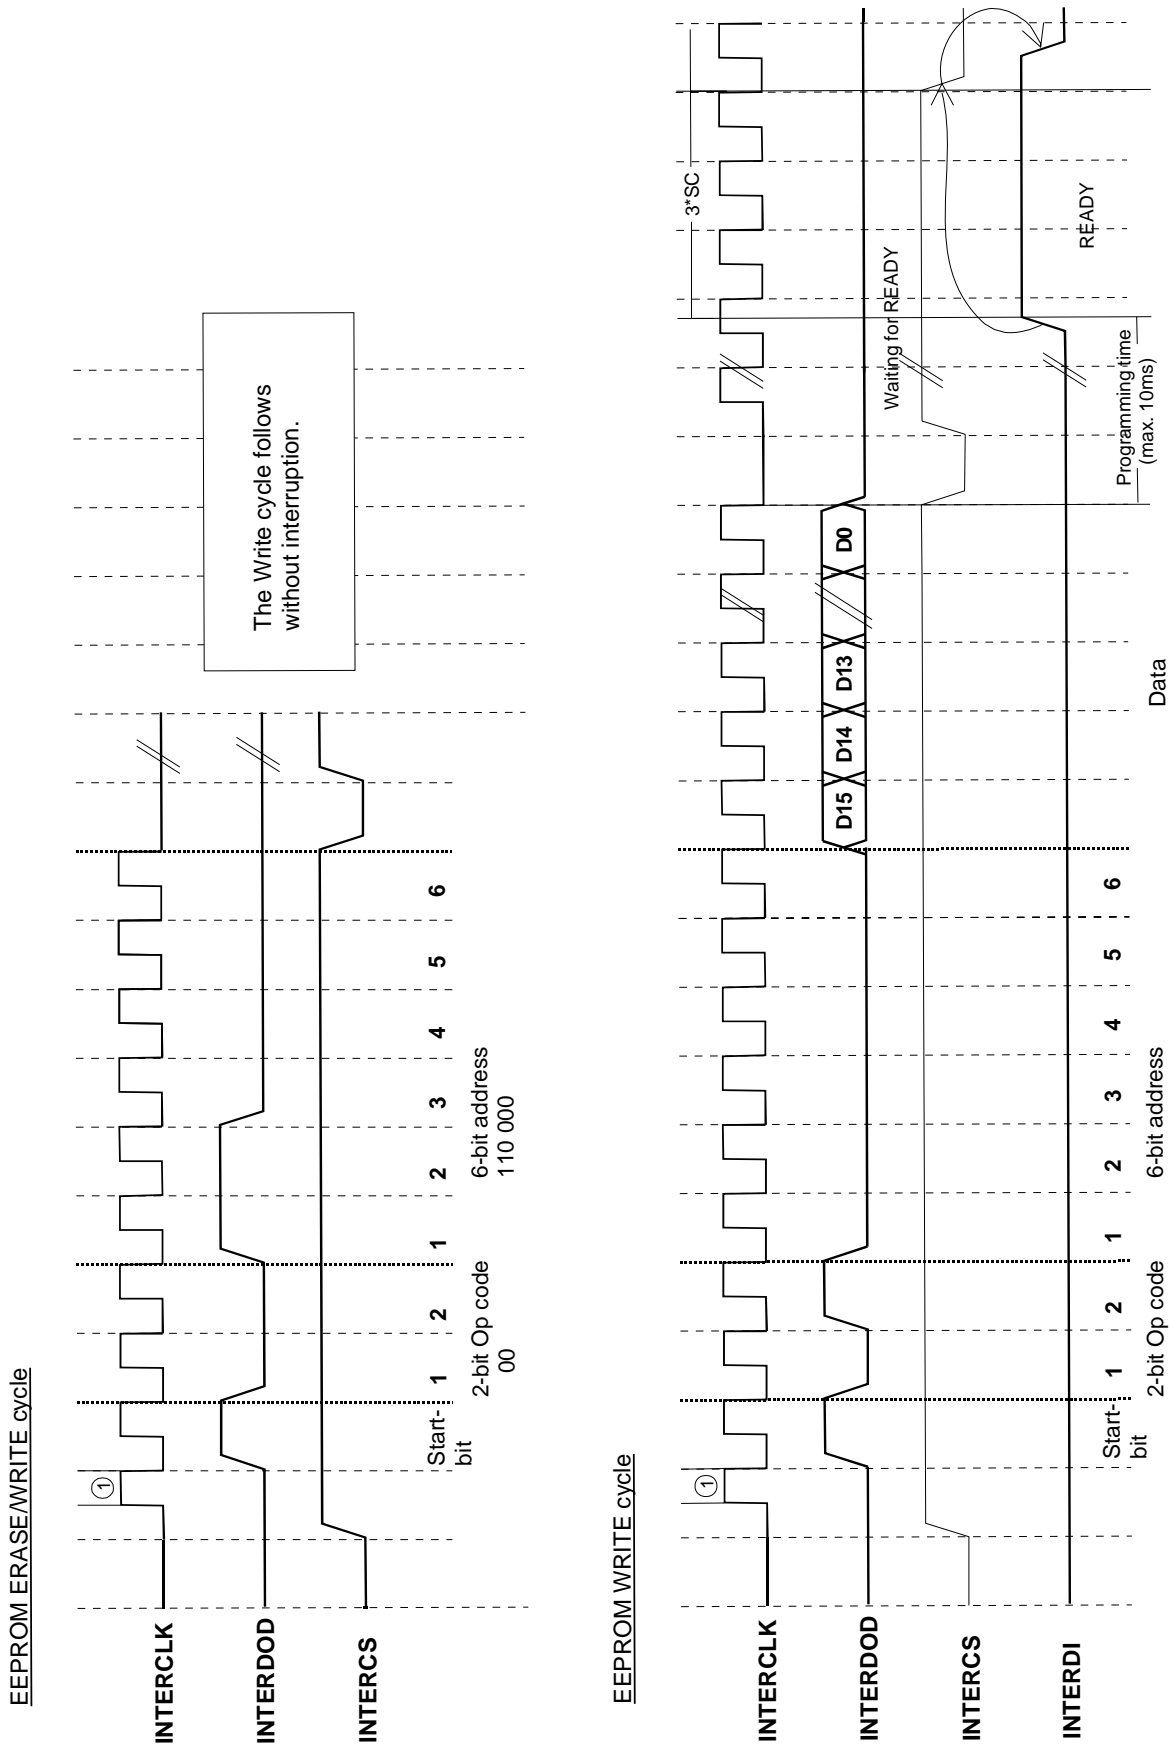 EEPROM ERASE/WRITE cycle
INTERCLK
1
INTERDOD
The Write cycle follows
without interruption.
INTERCS
Start-
bit
1 2 1 2 3 4 5 6
2-bit Op code
00
6-bit address
110 000
EEPROM WRITE cycle
3*SC
INTERCLK
1
INTERDOD
D15 D14 D13 D0
Waiting for READY
INTERCS
INTERDI
READY
Start-
bit
1 2 1 2 3 4 5 6
Programming time
(max. 10ms)
2-bit Op code
6-bit address
Data